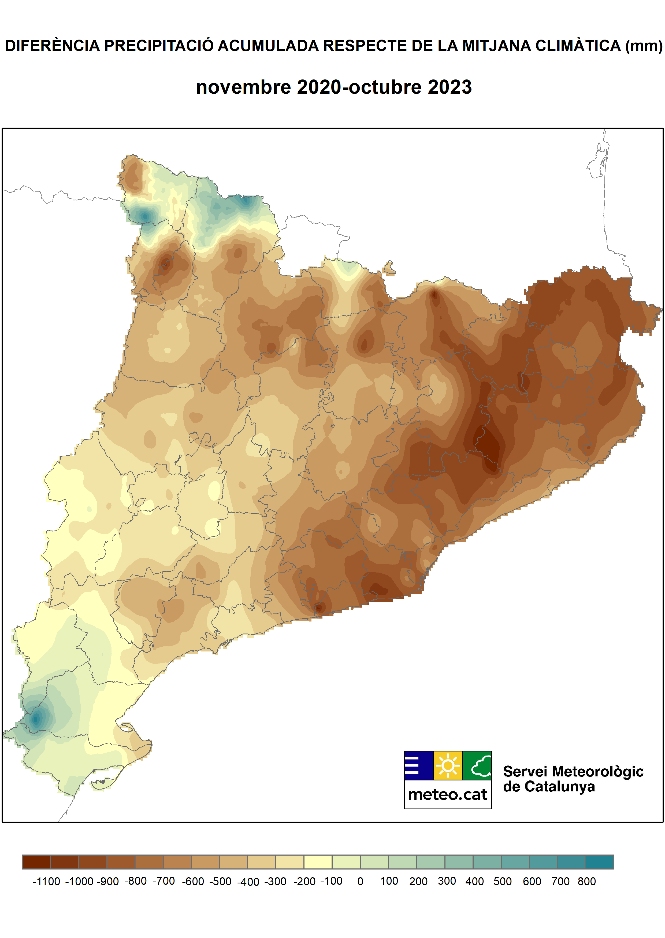 DIFERÈNCIA PRECIPITACIÓ ACUMULADA RESPECTE DE LA MITJANA CLIMÀTICA (mm)
novembre 2020-octubre 2023
meteo.cat
Servei Meteorològic
de Catalunya
-1100 -1000 -900 -800 -700 -600 -500 -400 -300 -200 -100 0 100 200 300 400 500 600 700 800